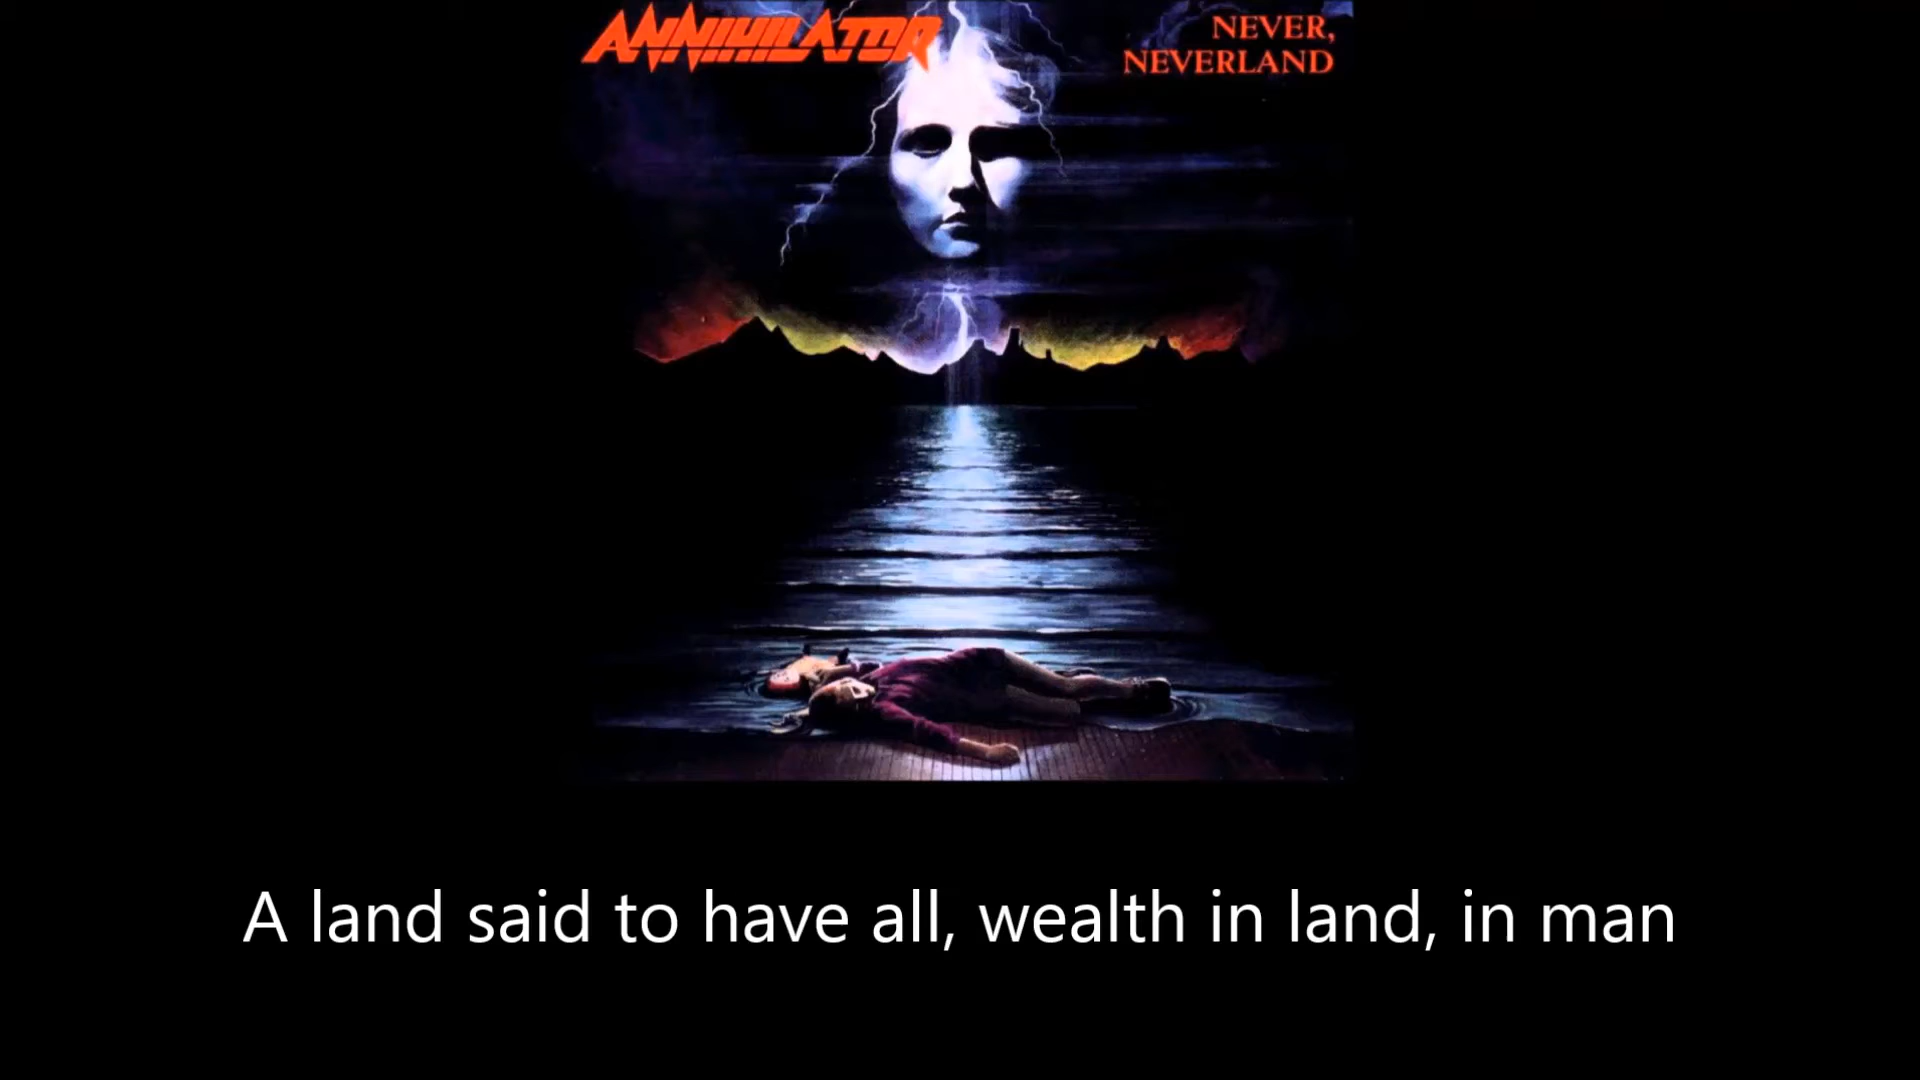 ANNIHILATOR
NEVER,
NEVERLAND
A land said to have all, wealth in land, in man